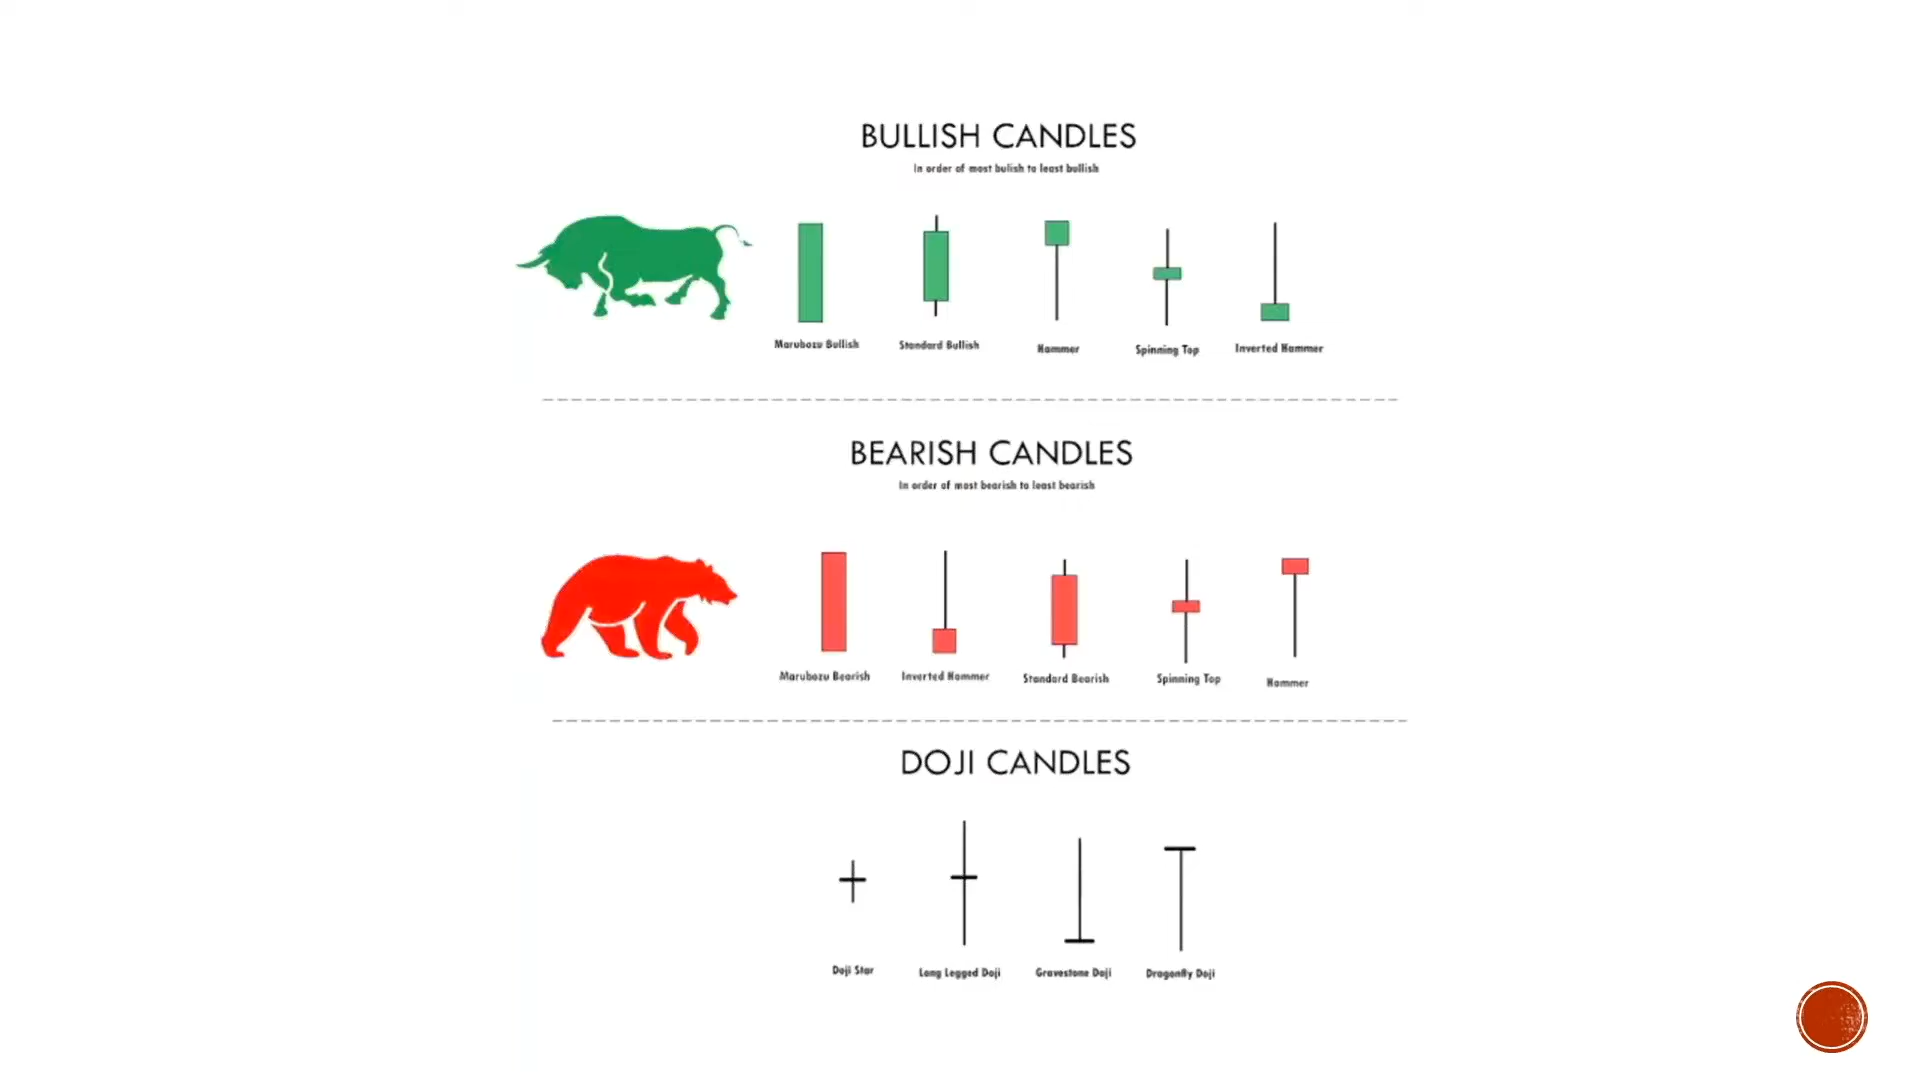 BULLISH CANDLES
In order of most bulish to least bullish
Marubozu Bullish
Standard Bullish
Hammer
Spinning Top
Inverted Hammer
BEARISH CANDLES
In order of most bearish to least bearish
Marubozu Bearish
Inverted Hammer
Standard Bearish
Spinning Top
Hammer
DOJI CANDLES
Doji Star
Long Legged Doji
Gravestone Doji
Dragonfly Doji